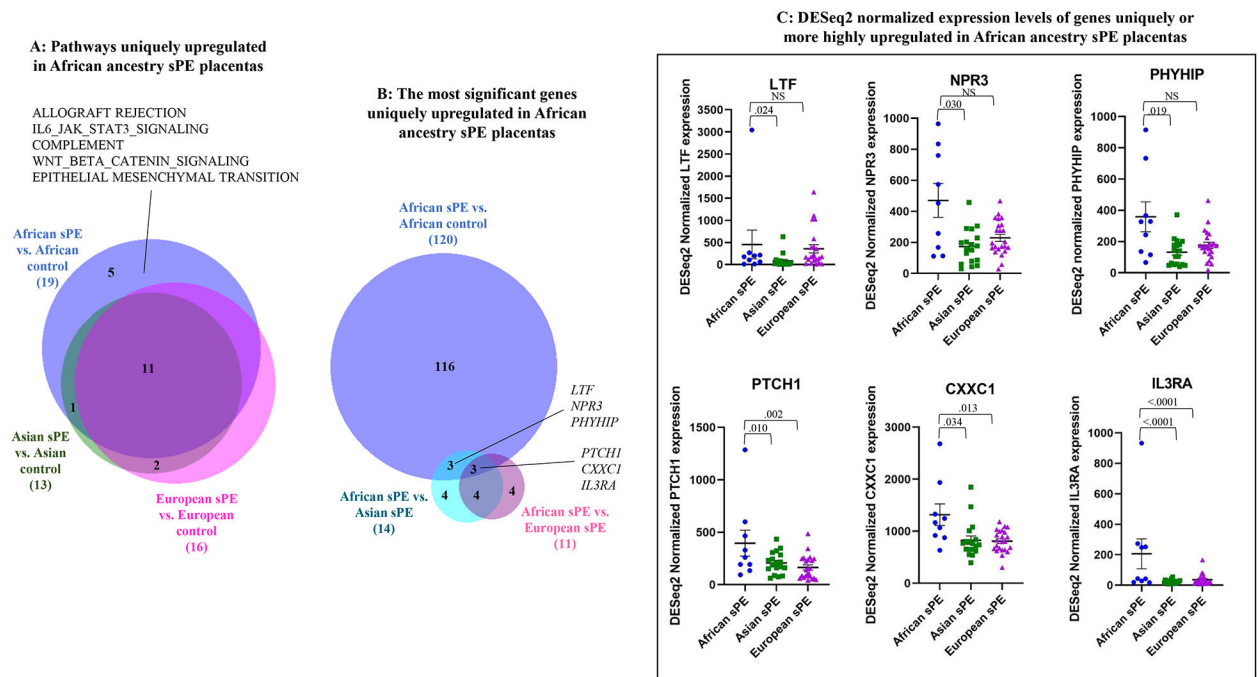 A: Pathways uniquely upregulated
in African ancestry sPE placentas
ALLOGRAFT REJECTION
IL6_JAK_STAT3_SIGNALING
COMPLEMENT
WNT_BETA_CATENIN_SIGNALING
EPITHELIAL MESENCHYMAL TRANSITION
African sPE
vs. African
control
(19)
5
11
1
2
Asian sPE
vs. Asian
control
(13)
European sPE
vs. European
control
(16)
B: The most significant genes
uniquely upregulated in African
ancestry sPE placentas
African sPE vs.
African control
(120)
116
LTF
NPR3
PHYHIP
PTCH1
CXXC1
IL3RA
3
3
4
4
4
African sPE vs.
Asian sPE
(14)
African sPE vs.
European sPE
(11)
C: DESeq2 normalized expression levels of genes uniquely or
more highly upregulated in African ancestry sPE placentas
LTF
NS
.024
DESeq2 Normalized LTF expression
3500
3000
2500
2000
1500
1000
500
0
African sPE
Asian sPE
European sPE
NPR3
NS
.030
DESeq2 Normalized NPR3 expression
1000
800
600
400
200
0
African sPE
Asian sPE
European sPE
PHYHIP
NS
.019
DESeq2 normalized PHYHIP expression
1000
800
600
400
200
0
African sPE
Asian sPE
European sPE
PTCH1
.002
.010
DESeq2 Normalized PTCH1 expression
1500
1000
500
0
African sPE
Asian sPE
European sPE
CXXC1
.013
.034
DESeq2 Normalized CXXC1 expression
3000
2000
1000
0
African sPE
Asian sPE
European sPE
IL3RA
<.0001
<.0001
DESeq2 Normalized IL3RA expression
1000
800
600
400
200
0
African sPE
Asian sPE
European sPE